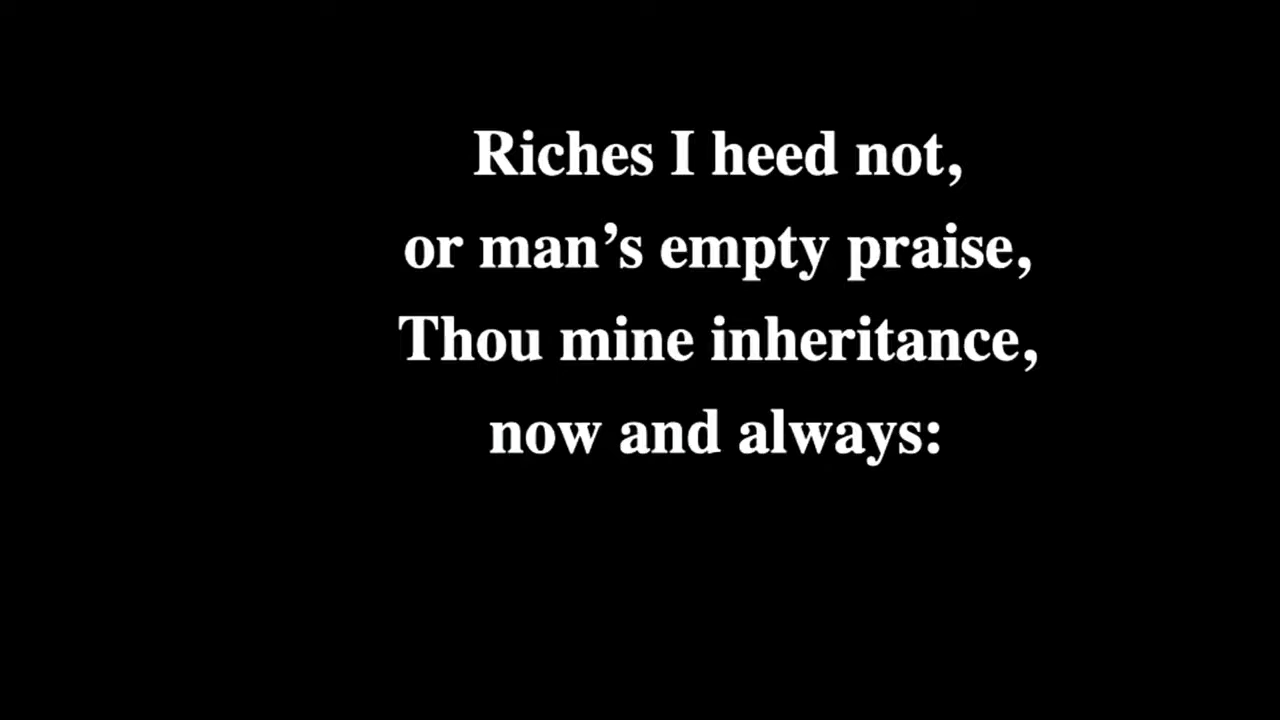 Riches I heed not,
or man’s empty praise,
Thou mine inheritance,
now and always: